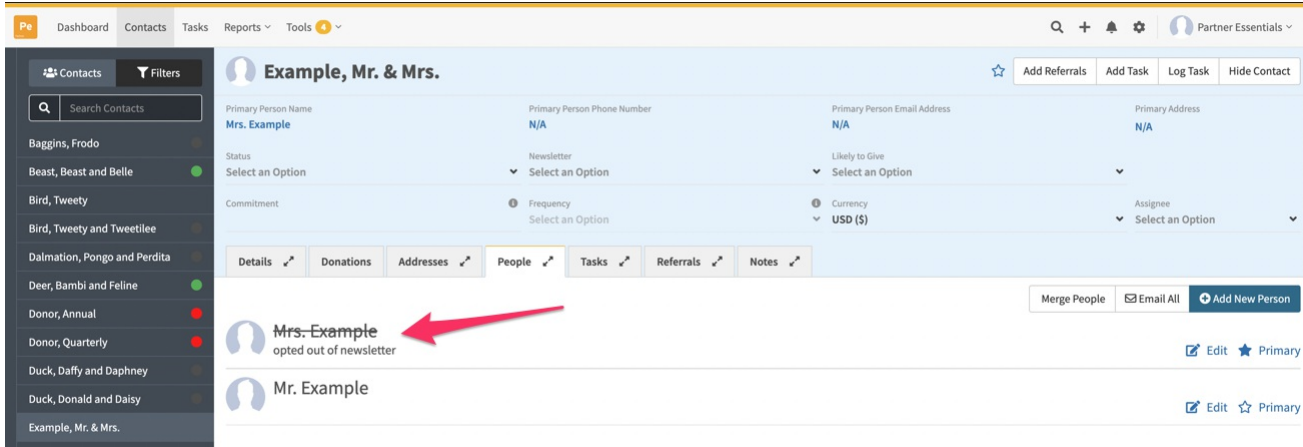 Pe Dashboard Contacts Tasks Reports Tools 4 Partner Essentials
Contacts Filters
Search Contacts
Baggins, Frodo
Beast, Beast and Belle
Bird, Tweety
Bird, Tweety and Tweetilee
Dalmation, Pongo and Perdita
Deer, Bambi and Feline
Donor, Annual
Donor, Quarterly
Duck, Daffy and Daphney
Duck, Donald and Daisy
Example, Mr. & Mrs.
Example, Mr. & Mrs. Add Referrals Add Task Log Task Hide Contact
Primary Person Name Primary Person Phone Number Primary Person Email Address Primary Address
Mrs. Example N/A N/A N/A
Status Newsletter Likely to Give
Select an Option Select an Option Select an Option
Commitment Frequency Currency Assignee
Select an Option USD ($) Select an Option
Details Donations Addresses People Tasks Referrals Notes
Merge People Email All Add New Person
Mrs. Example
opted out of newsletter
Edit Primary
Mr. Example
Edit Primary